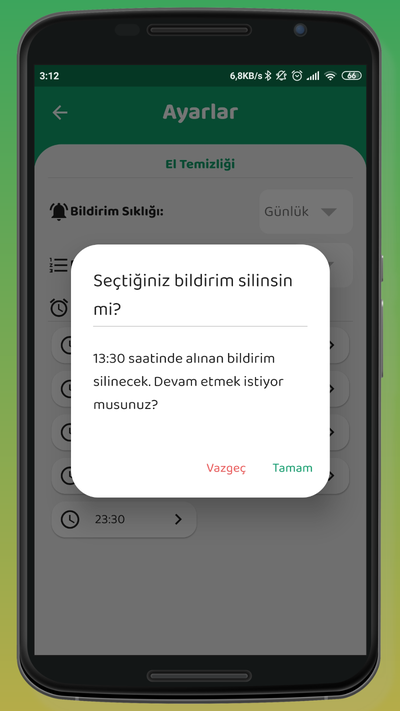 3:12
6,8KB/s
66
Ayarlar
El Temizliği
Bildirim Sıklığı:
Günlük
Seçtiğiniz bildirim silinsin
mi?
13:30 saatinde alınan bildirim
silinecek. Devam etmek istiyor
musunuz?
Vazgeç
Tamam
23:30